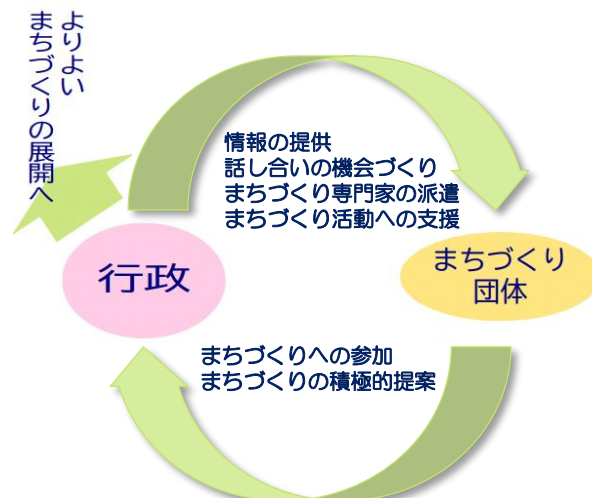 よりよい
まちづくりの展開へ
情報の提供
話し合いの機会づくり
まちづくり専門家の派遣
まちづくり活動への支援
行政
まちづくり
団体
まちづくりへの参加
まちづくりの積極的提案